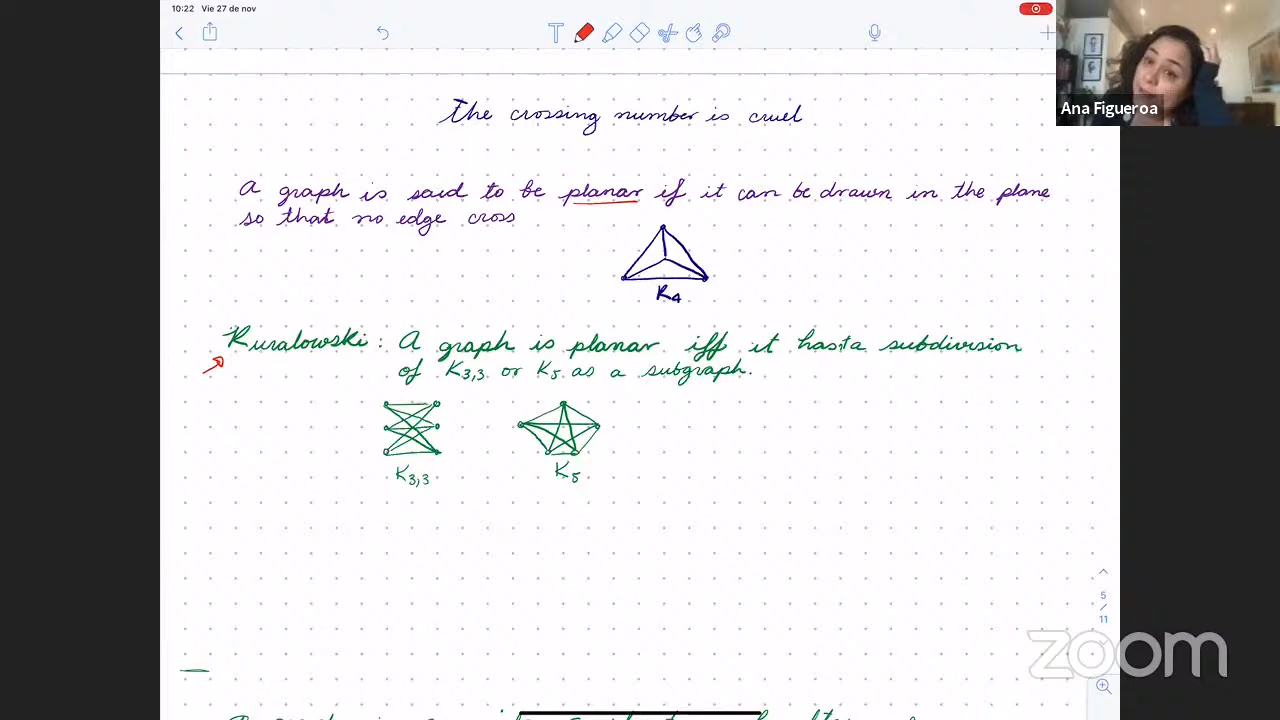 10:22 Vie 27 de nov
Ana Figueroa
The crossing number is cruel
A graph is said to be planar if it can be drawn in the plane
so that no edge cross
K4
Kuratowski: A graph is planar iff it hasta subdivision
of K3,3 or K5 as a subgraph.
K3,3
K5
5
/
11
zoom